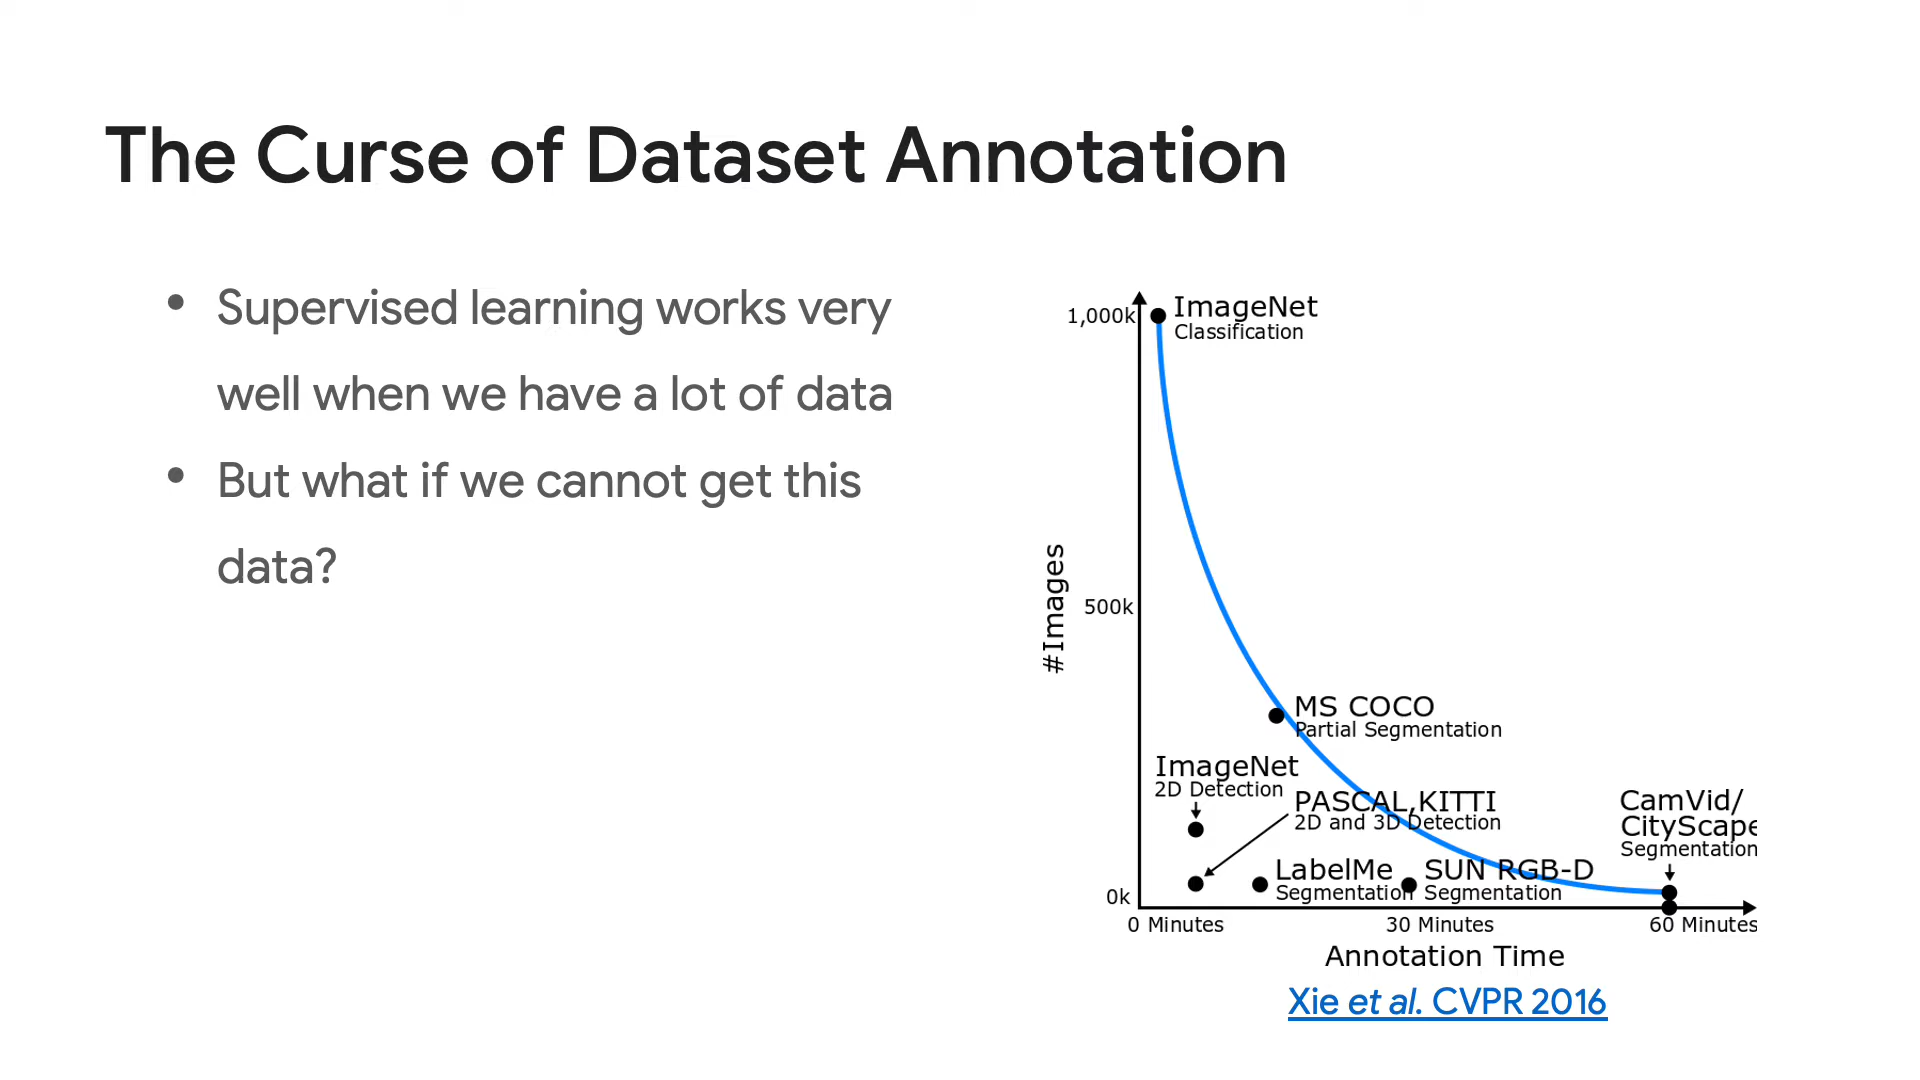 The Curse of Dataset Annotation
• Supervised learning works very
well when we have a lot of data
• But what if we cannot get this
data?
#Images
1,000k
500k
0k
ImageNet
Classification
MS COCO
Partial Segmentation
ImageNet
2D Detection
PASCAL,KITTI
2D and 3D Detection
CamVid/
CityScape
Segmentation
LabelMe
Segmentation
SUN RGB-D
Segmentation
0 Minutes
30 Minutes
60 Minutes
Annotation Time
Xie et al. CVPR 2016